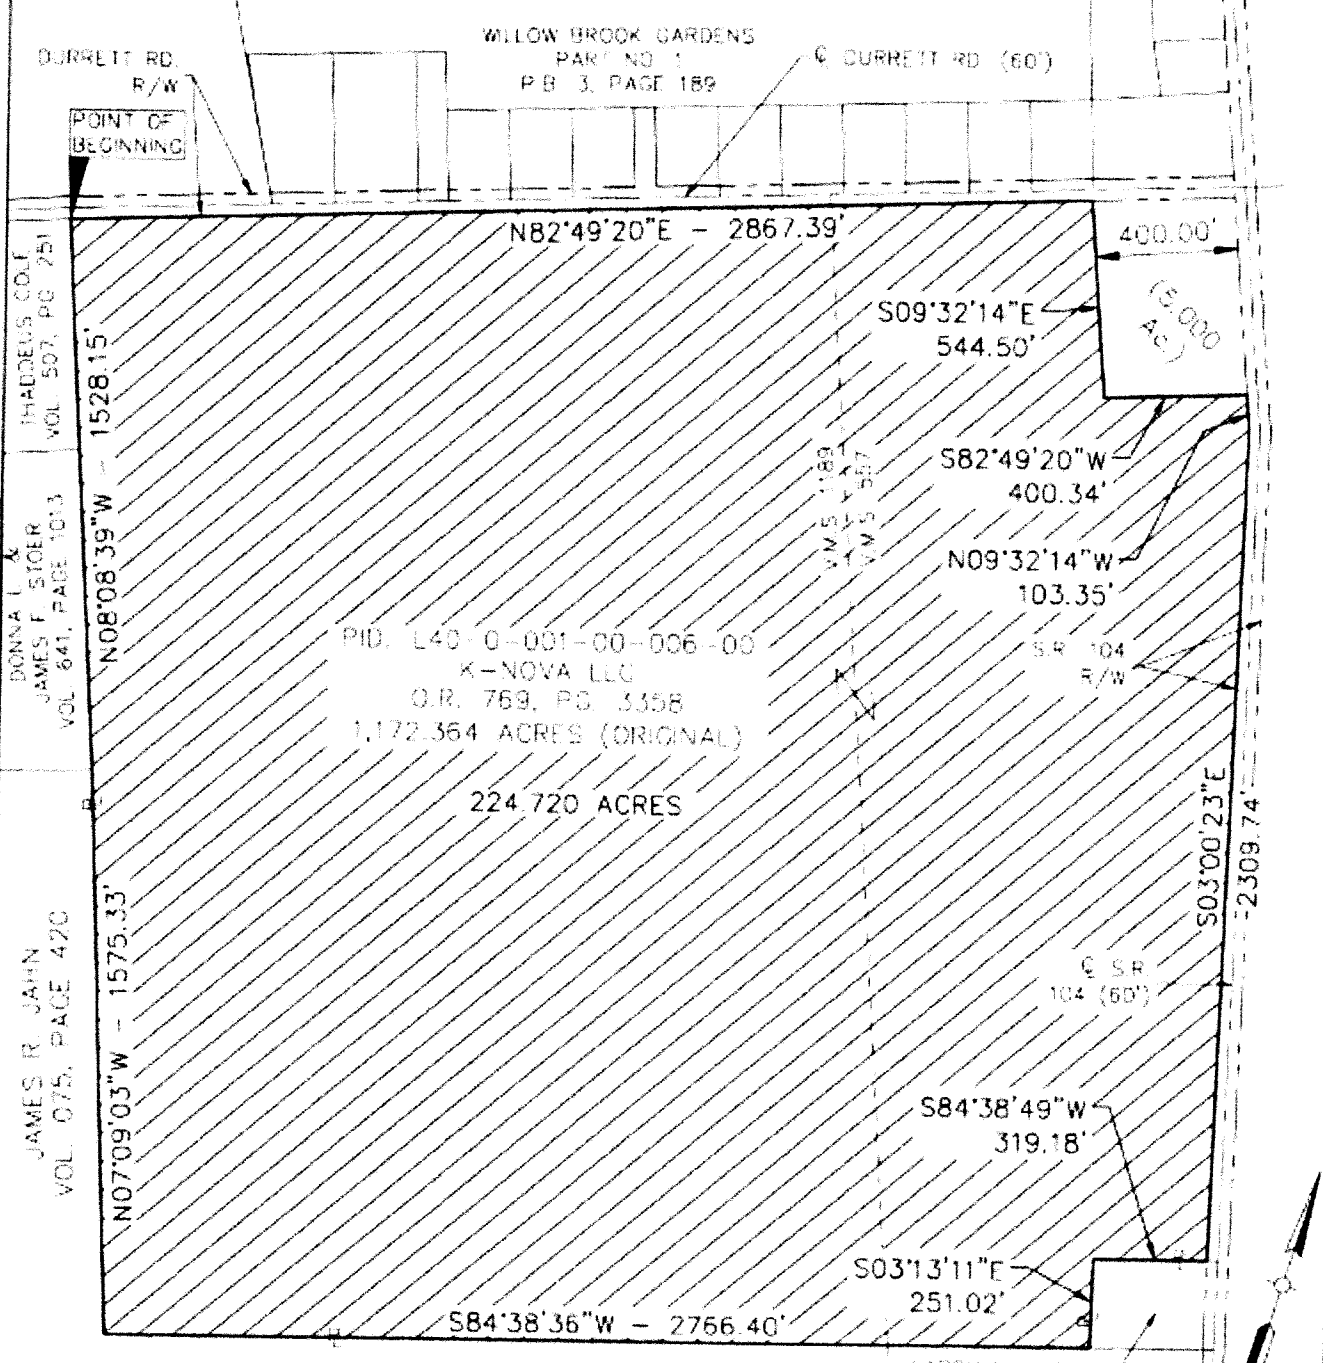 WILLOW BROOK GARDENS
PART NO. 1
P.B. 3, PAGE 189
DURRETT RD.
R/W
℄ CURRETT RD (60')
POINT OF
BEGINNING
N82°49'20"E - 2867.39'
400.00'
(5.000
AC.)
S09°32'14"E
544.50'
S82°49'20"W
400.34'
N09°32'14"W
103.35'
S.R. 104
R/W
THADDEUS COLE
VOL. 507, PG. 251
N08°08'39"W - 1528.15'
DONNA L. &
JAMES F. STOER
VOL. 641, PAGE 1013
V.M.S. 1189
V.M.S. 557
PID. L40-0-001-00-006-00
K-NOVA LLC
O.R. 769, PG. 3358
1,172.364 ACRES (ORIGINAL)
224.720 ACRES
S03°00'23"E
2309.74'
JAMES R. JAHN
VOL. 075, PAGE 420
N07°09'03"W - 1575.33'
℄ S.R.
104 (60')
S84°38'49"W
319.18'
S03°13'11"E
251.02'
S84°38'36"W - 2766.40'